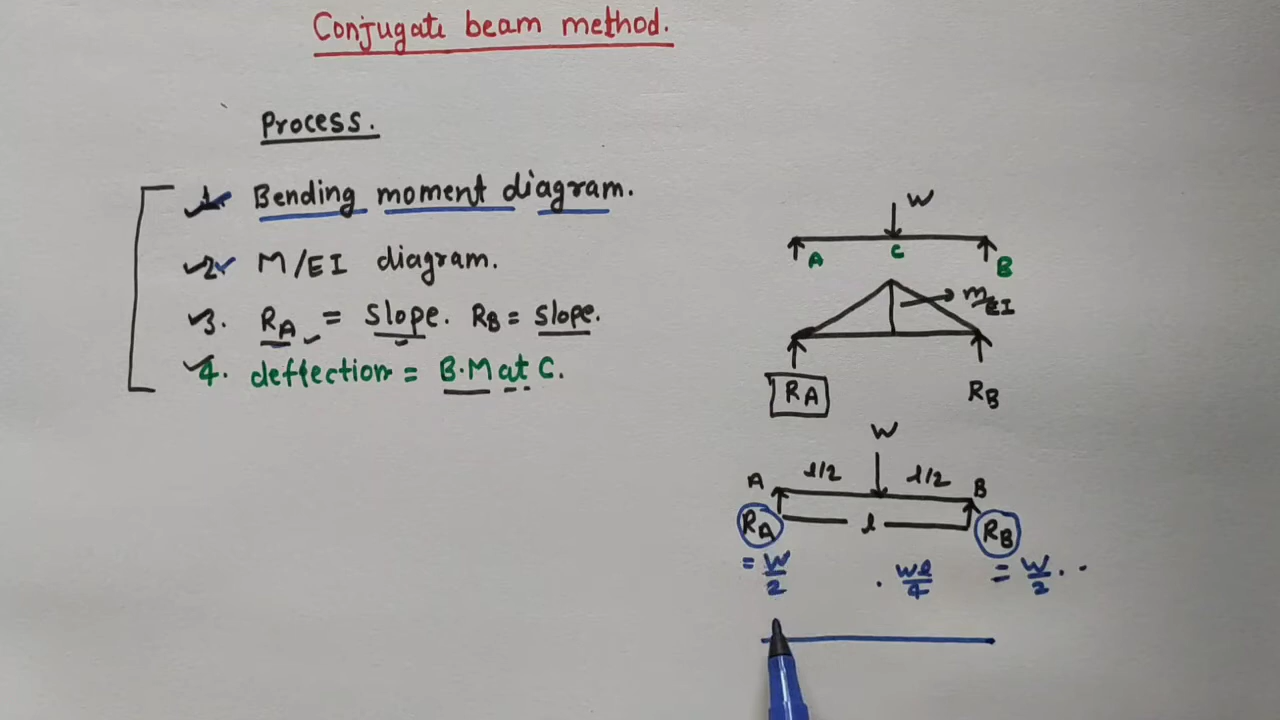 Conjugate beam method.
Process.
1. Bending moment diagram.
2. M/EI diagram.
3. RA = Slope. RB = Slope.
4. deflection = B.M at C.
W
A C B
M/EI
RA RB
W
A l/2 l/2 B
RA l RB
= W/2 . wl/4 = W/2 . .